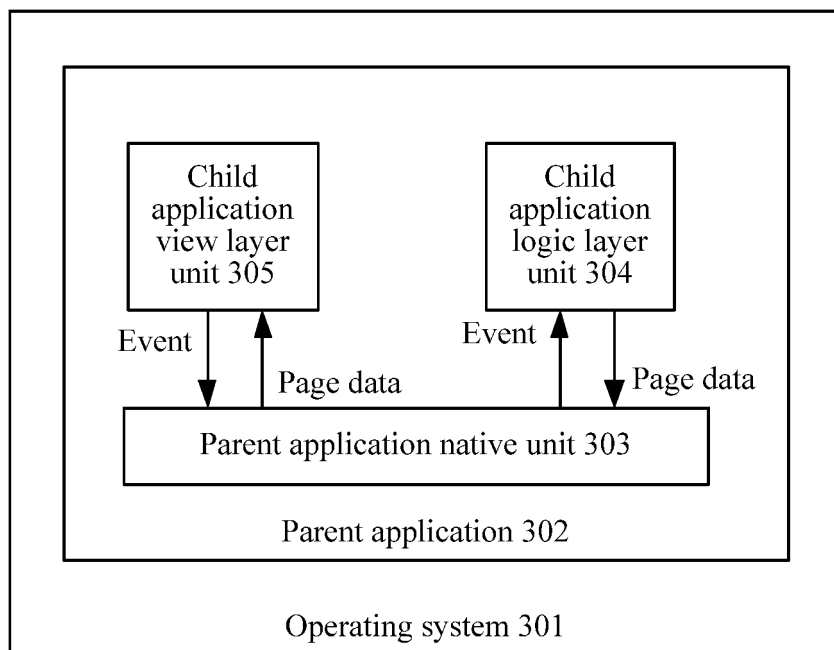 Child
application
view layer
unit 305
Child
application
logic layer
unit 304
Event
Page data
Event
Page data
Parent application native unit 303
Parent application 302
Operating system 301